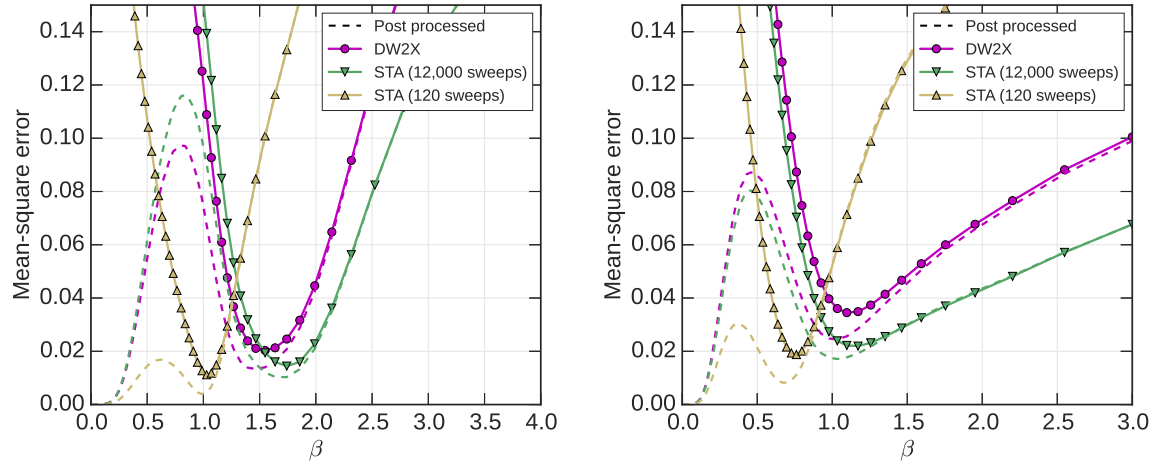 Mean-square error
0.14
0.12
0.10
0.08
0.06
0.04
0.02
0.00
0.0 0.5 1.0 1.5 2.0 2.5 3.0 3.5 4.0
β
Post processed
DW2X
STA (12,000 sweeps)
STA (120 sweeps)
Mean-square error
0.14
0.12
0.10
0.08
0.06
0.04
0.02
0.00
0.0 0.5 1.0 1.5 2.0 2.5 3.0
β
Post processed
DW2X
STA (12,000 sweeps)
STA (120 sweeps)